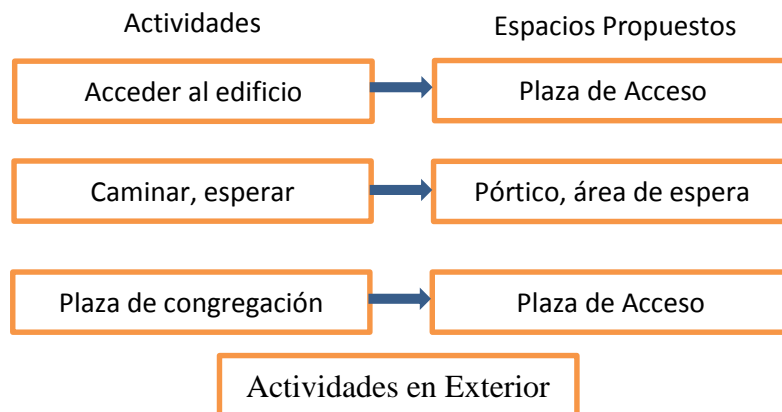 Actividades
Espacios Propuestos
Acceder al edificio
Plaza de Acceso
Caminar, esperar
Pórtico, área de espera
Plaza de congregación
Plaza de Acceso
Actividades en Exterior